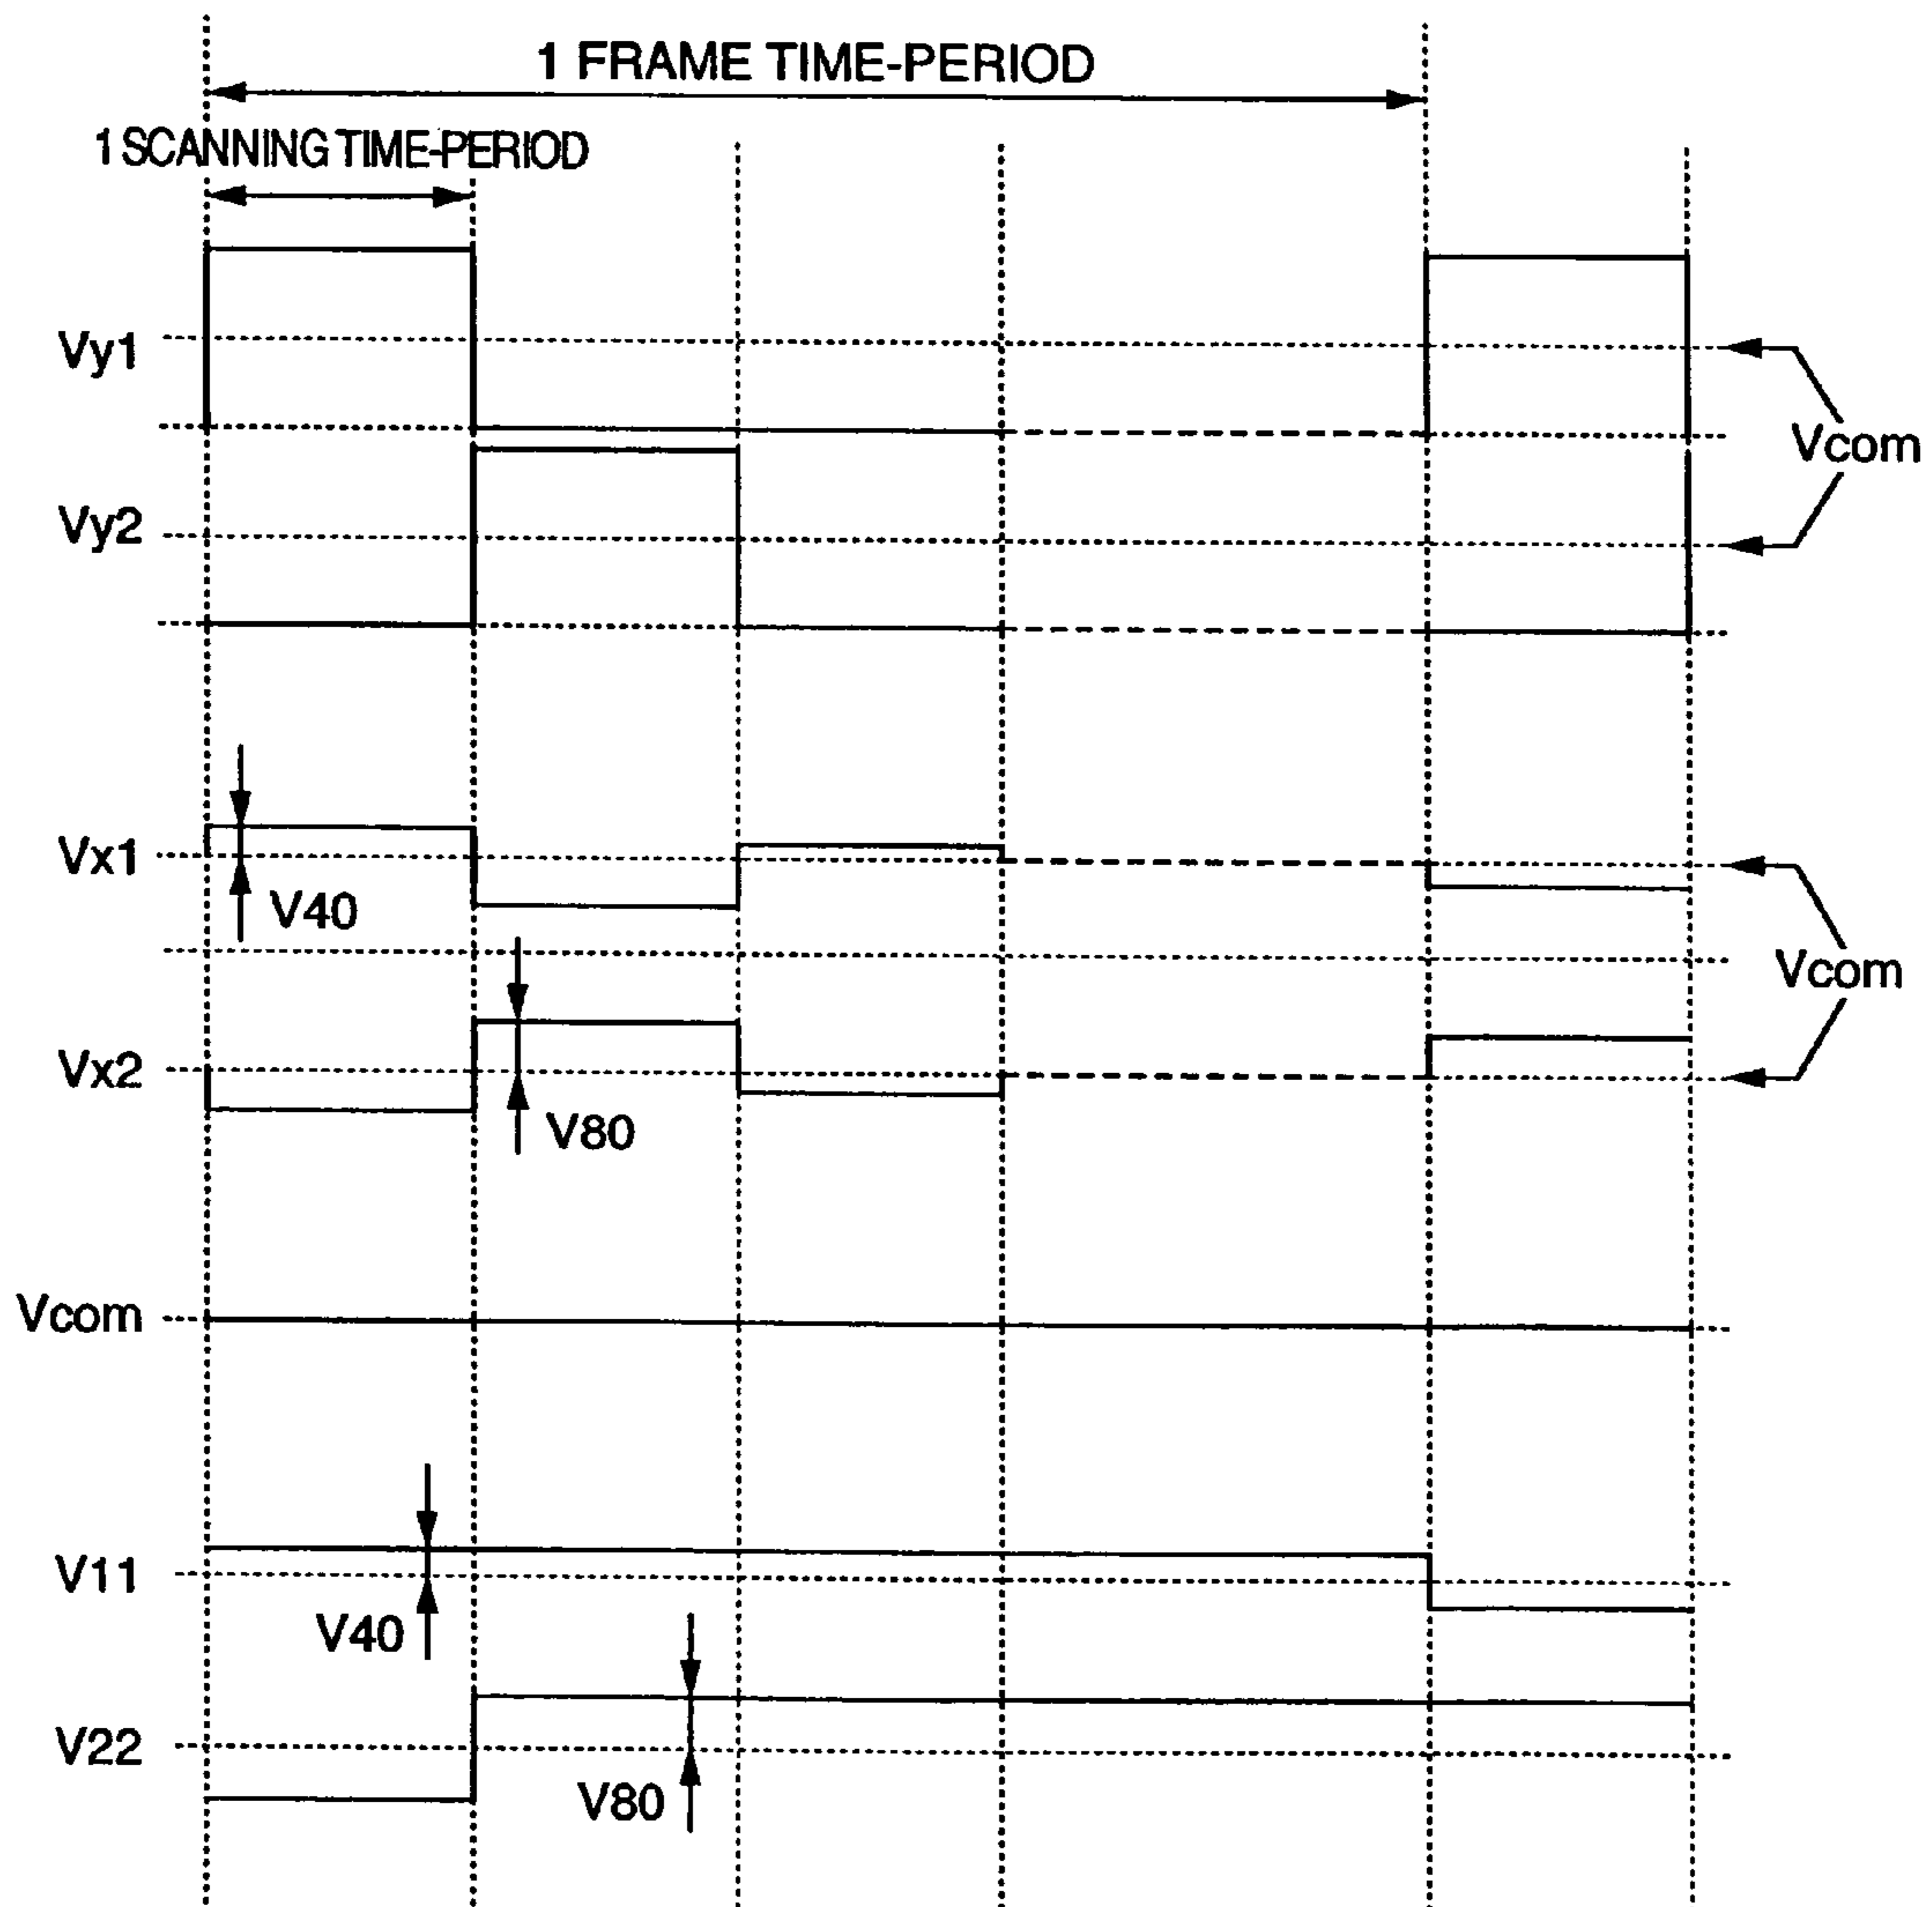 1 FRAME TIME-PERIOD
1 SCANNING TIME-PERIOD
Vy1
Vcom
Vy2
Vx1
V40
Vcom
Vx2
V80
Vcom
V11
V40
V22
V80